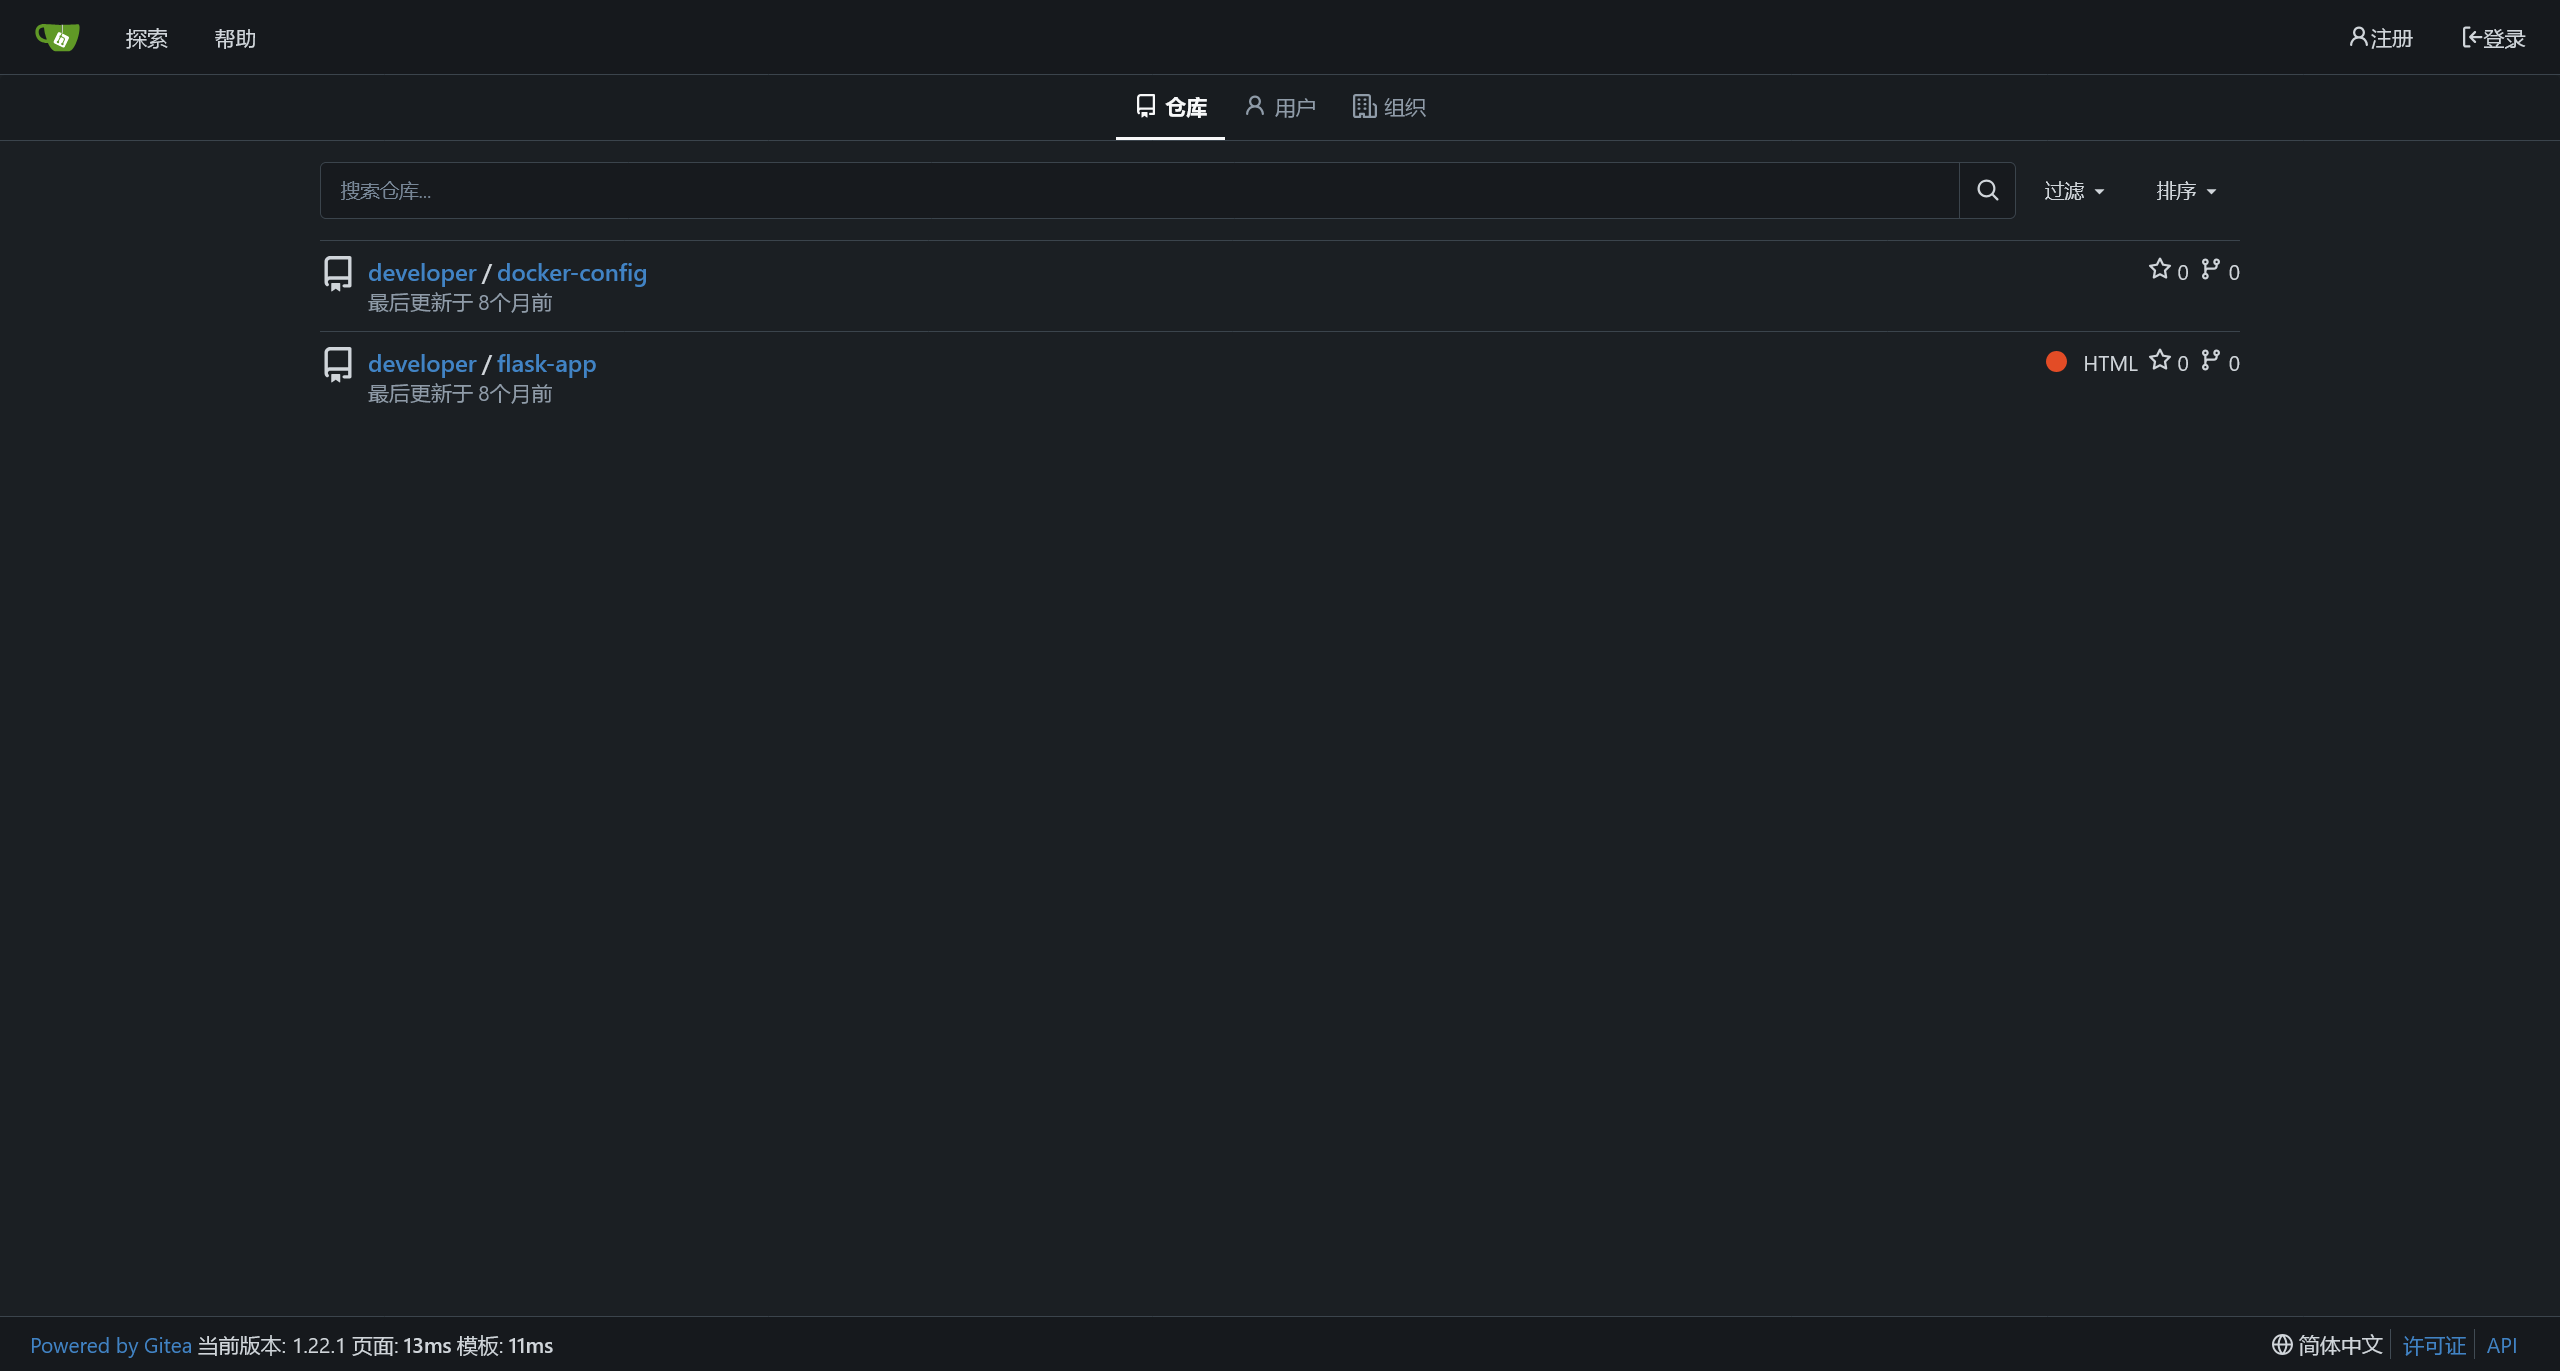 探索 帮助 注册 登录
仓库 用户 组织
搜索仓库... 过滤 排序
developer / docker-config 0 0
最后更新于 8个月前
developer / flask-app HTML 0 0
最后更新于 8个月前
Powered by Gitea 当前版本: 1.22.1 页面: 13ms 模板: 11ms 简体中文 许可证 API